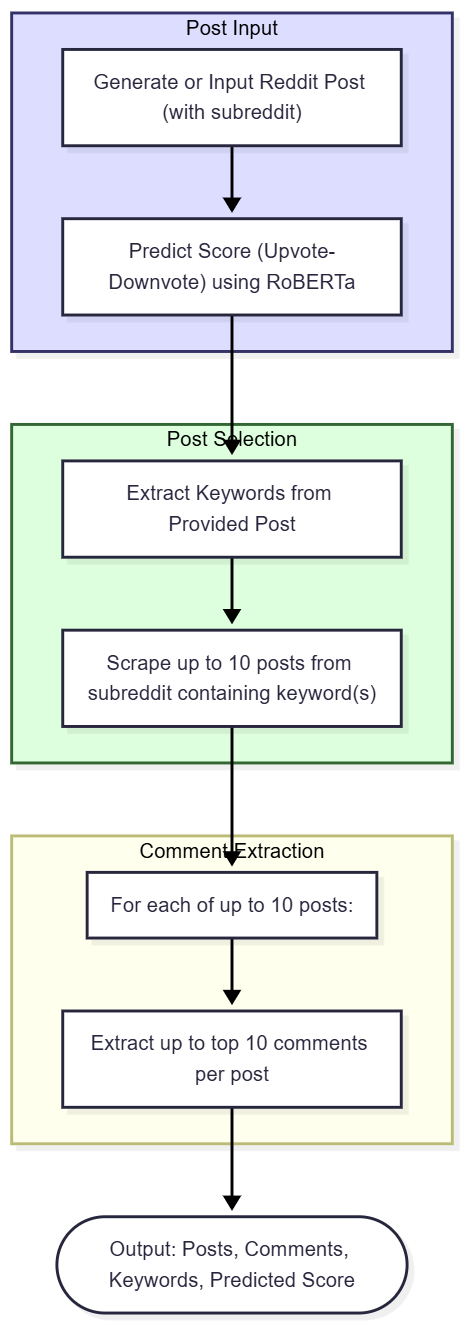 Post Input
Generate or Input Reddit Post
(with subreddit)
Predict Score (Upvote-
Downvote) using RoBERTa
Post Selection
Extract Keywords from
Provided Post
Scrape up to 10 posts from
subreddit containing keyword(s)
Comment Extraction
For each of up to 10 posts:
Extract up to top 10 comments
per post
Output: Posts, Comments,
Keywords, Predicted Score